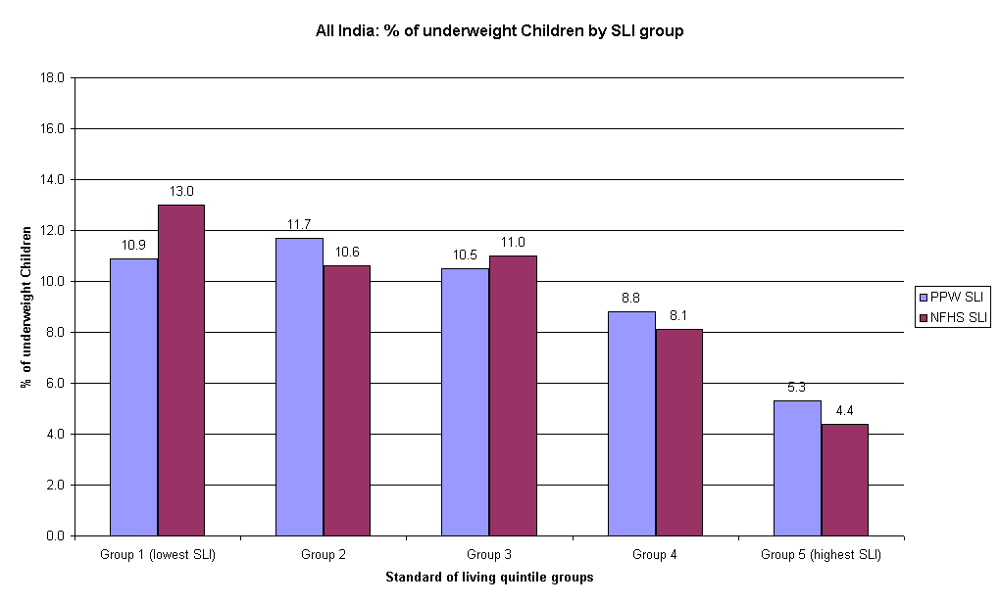 All India: % of underweight Children by SLI group
18.0
16.0
14.0
12.0
10.0
8.0
6.0
4.0
2.0
0.0
% of underweight Children
10.9
13.0
11.7
10.6
10.5
11.0
8.8
8.1
5.3
4.4
Group 1 (lowest SLI)
Group 2
Group 3
Group 4
Group 5 (highest SLI)
Standard of living quintile groups
PPW SLI
NFHS SLI